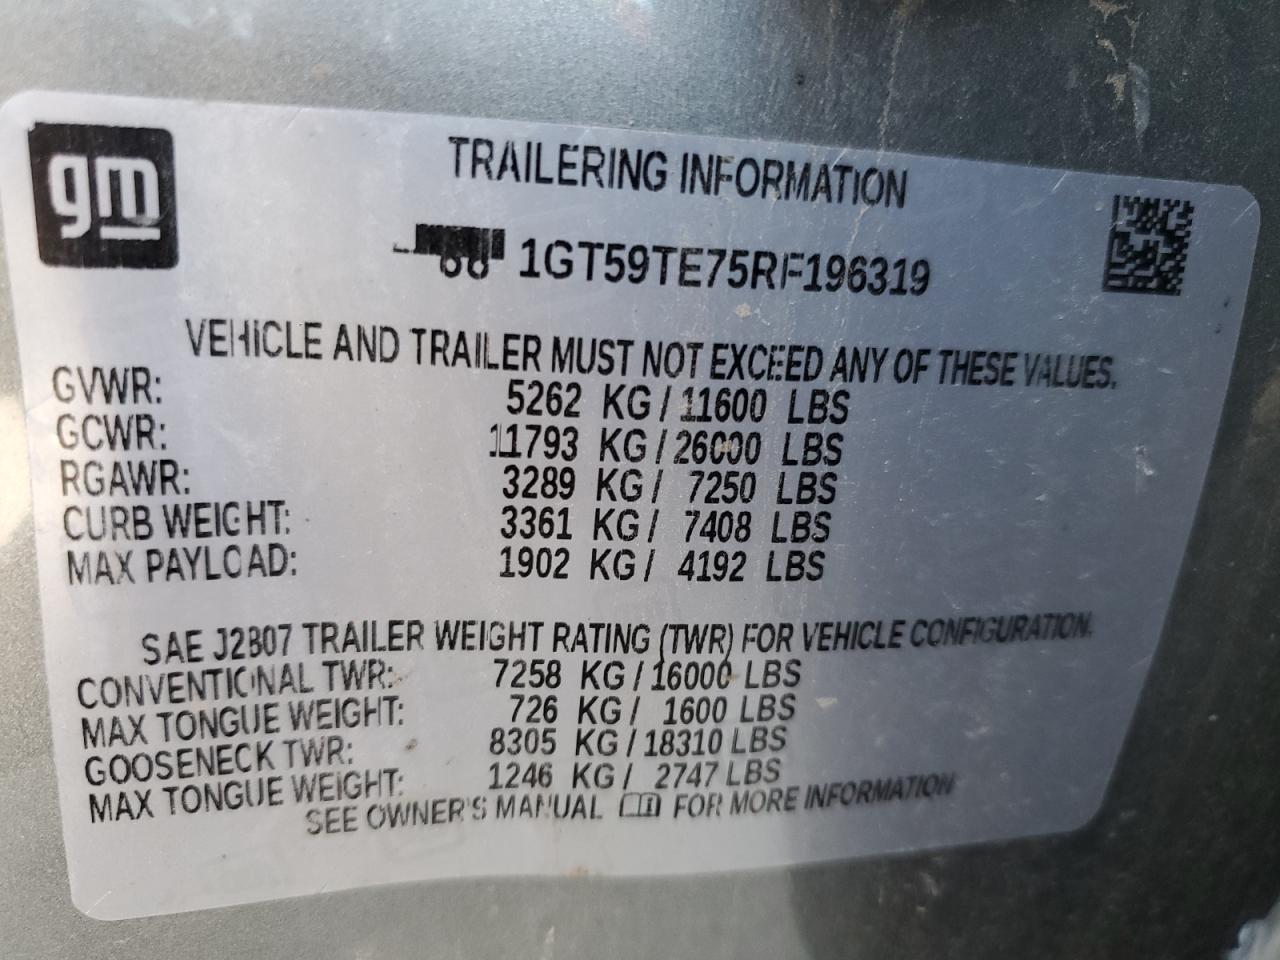 gm
TRAILERING INFORMATION
1GT59TE75RF196319
VEHICLE AND TRAILER MUST NOT EXCEED ANY OF THESE VALUES.
GVWR: 5262 KG / 11600 LBS
GCWR: 11793 KG / 26000 LBS
RGAWR: 3289 KG / 7250 LBS
CURB WEIGHT: 3361 KG / 7408 LBS
MAX PAYLOAD: 1902 KG / 4192 LBS
SAE J2807 TRAILER WEIGHT RATING (TWR) FOR VEHICLE CONFIGURATION.
CONVENTIONAL TWR: 7258 KG / 16000 LBS
MAX TONGUE WEIGHT: 726 KG / 1600 LBS
GOOSENECK TWR: 8305 KG / 18310 LBS
MAX TONGUE WEIGHT: 1246 KG / 2747 LBS
SEE OWNER'S MANUAL FOR MORE INFORMATION